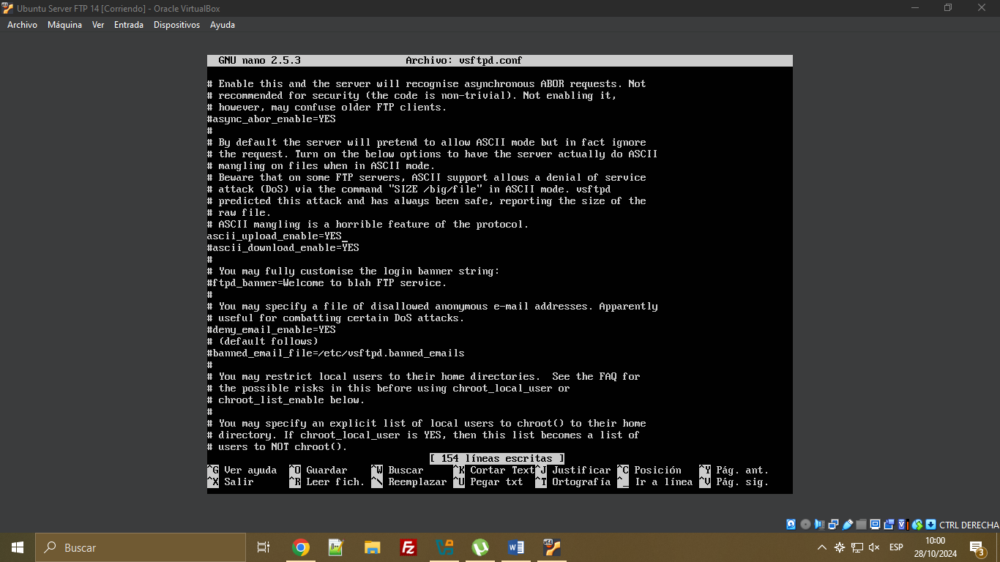 Ubuntu Server FTP 14 [Corriendo] - Oracle VirtualBox
Archivo Máquina Ver Entrada Dispositivos Ayuda
GNU nano 2.5.3 Archivo: vsftpd.conf
# Enable this and the server will recognise asynchronous ABOR requests. Not
# recommended for security (the code is non-trivial). Not enabling it,
# however, may confuse older FTP clients.
#async_abor_enable=YES
#
# By default the server will pretend to allow ASCII mode but in fact ignore
# the request. Turn on the below options to have the server actually do ASCII
# mangling on files when in ASCII mode.
# Beware that on some FTP servers, ASCII support allows a denial of service
# attack (DoS) via the command "SIZE /big/file" in ASCII mode. vsftpd
# predicted this attack and has always been safe, reporting the size of the
# raw file.
# ASCII mangling is a horrible feature of the protocol.
ascii_upload_enable=YES
#ascii_download_enable=YES
#
# You may fully customise the login banner string:
#ftpd_banner=Welcome to blah FTP service.
#
# You may specify a file of disallowed anonymous e-mail addresses. Apparently
# useful for combatting certain DoS attacks.
#deny_email_enable=YES
# (default follows)
#banned_email_file=/etc/vsftpd.banned_emails
#
# You may restrict local users to their home directories.  See the FAQ for
# the possible risks in this before using chroot_local_user or
# chroot_list_enable below.
#
# You may specify an explicit list of local users to chroot() to their home
# directory. If chroot_local_user is YES, then this list becomes a list of
# users to NOT chroot().
[ 154 líneas escritas ]
^G Ver ayuda ^O Guardar ^W Buscar ^K Cortar Text ^J Justificar ^C Posición ^Y Pág. ant.
^X Salir ^R Leer fich. ^\ Reemplazar ^U Pegar txt ^T Ortografía ^_ Ir a línea ^V Pág. sig.
CTRL DERECHA
Buscar
ESP
10:00
28/10/2024
3